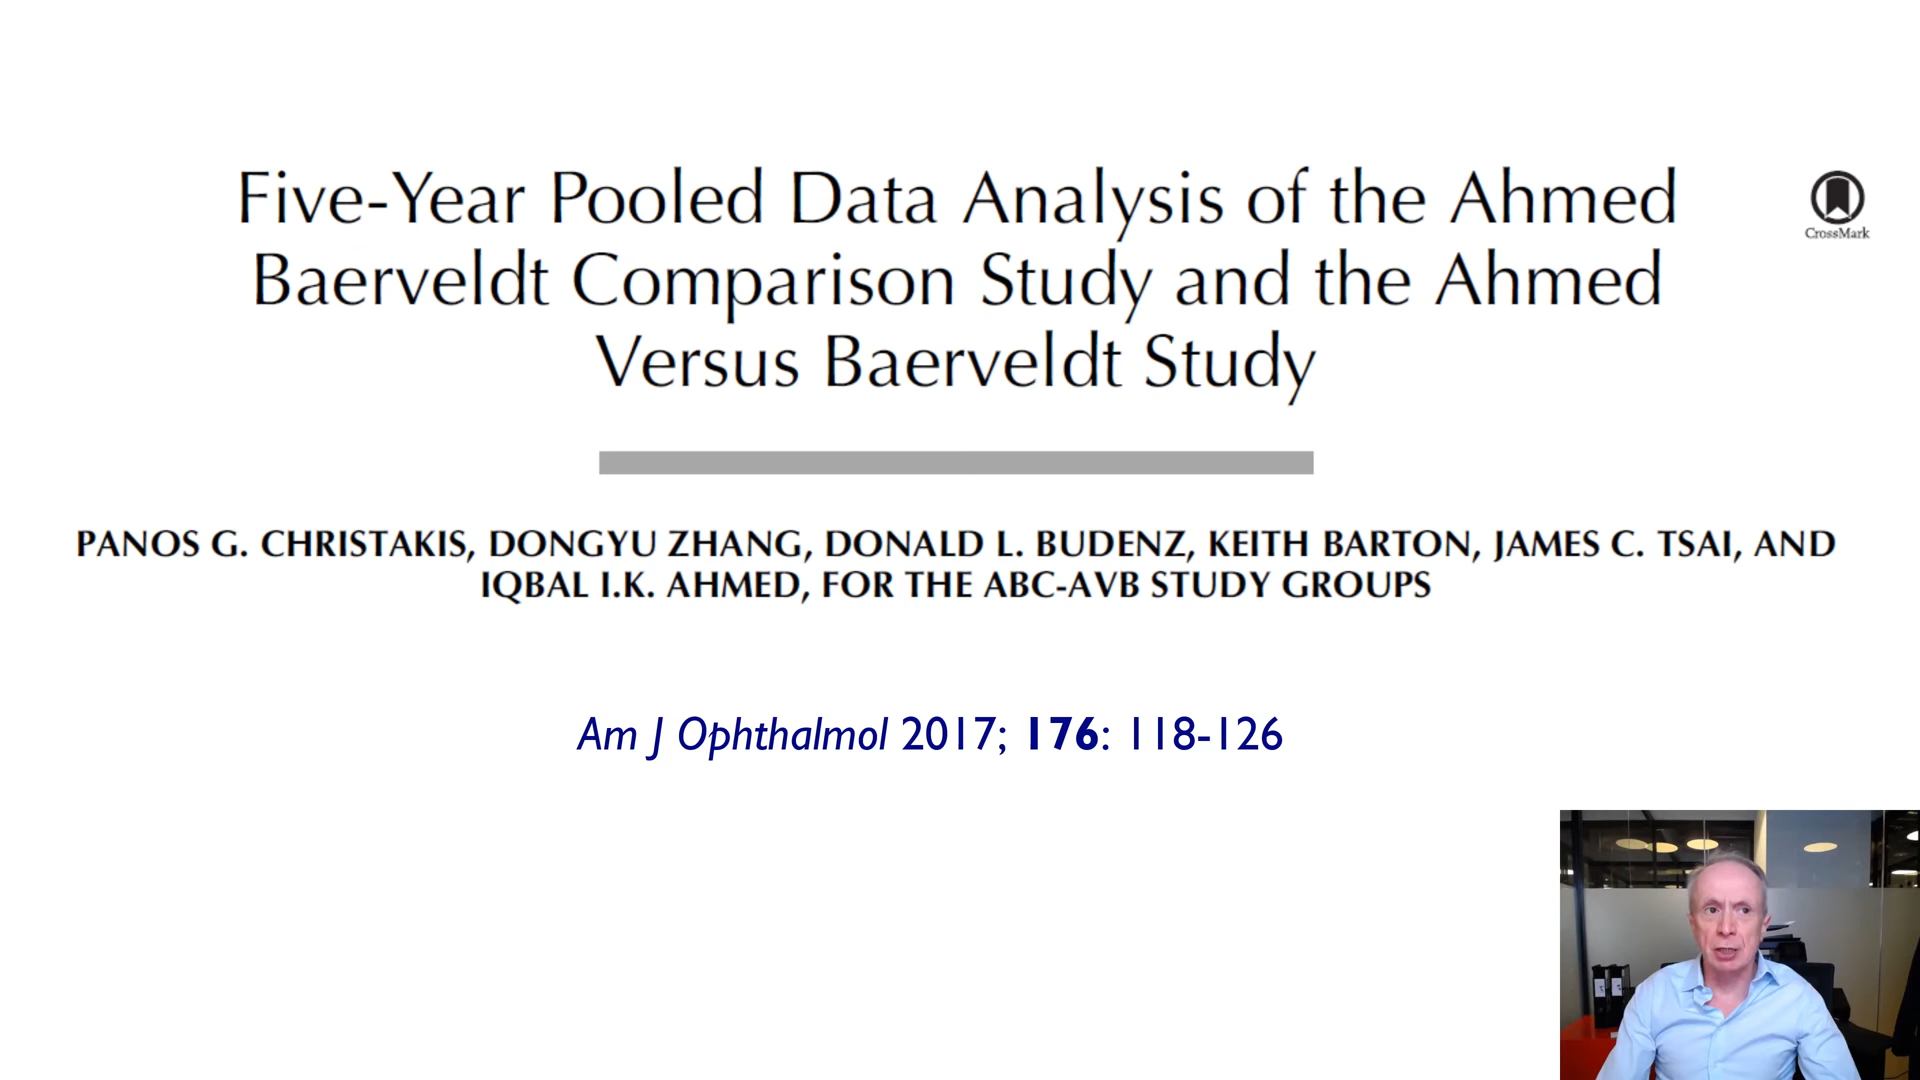 Five-Year Pooled Data Analysis of the Ahmed
Baerveldt Comparison Study and the Ahmed
Versus Baerveldt Study
CrossMark
PANOS G. CHRISTAKIS, DONGYU ZHANG, DONALD L. BUDENZ, KEITH BARTON, JAMES C. TSAI, AND
IQBAL I.K. AHMED, FOR THE ABC-AVB STUDY GROUPS
Am J Ophthalmol 2017; 176: 118-126